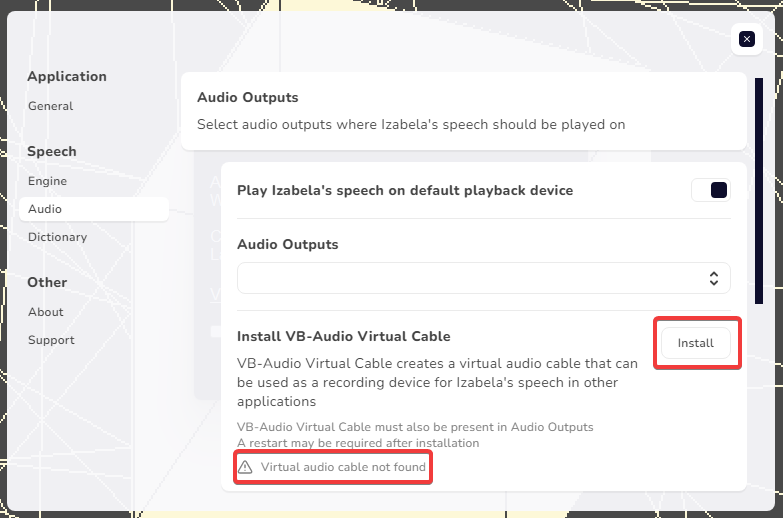 Application
General
Speech
Engine
Audio
Dictionary
Other
About
Support
Audio Outputs
Select audio outputs where Izabela's speech should be played on
Play Izabela's speech on default playback device
Audio Outputs
Install VB-Audio Virtual Cable
Install
VB-Audio Virtual Cable creates a virtual audio cable that can
be used as a recording device for Izabela's speech in other
applications
VB-Audio Virtual Cable must also be present in Audio Outputs
A restart may be required after installation
Virtual audio cable not found